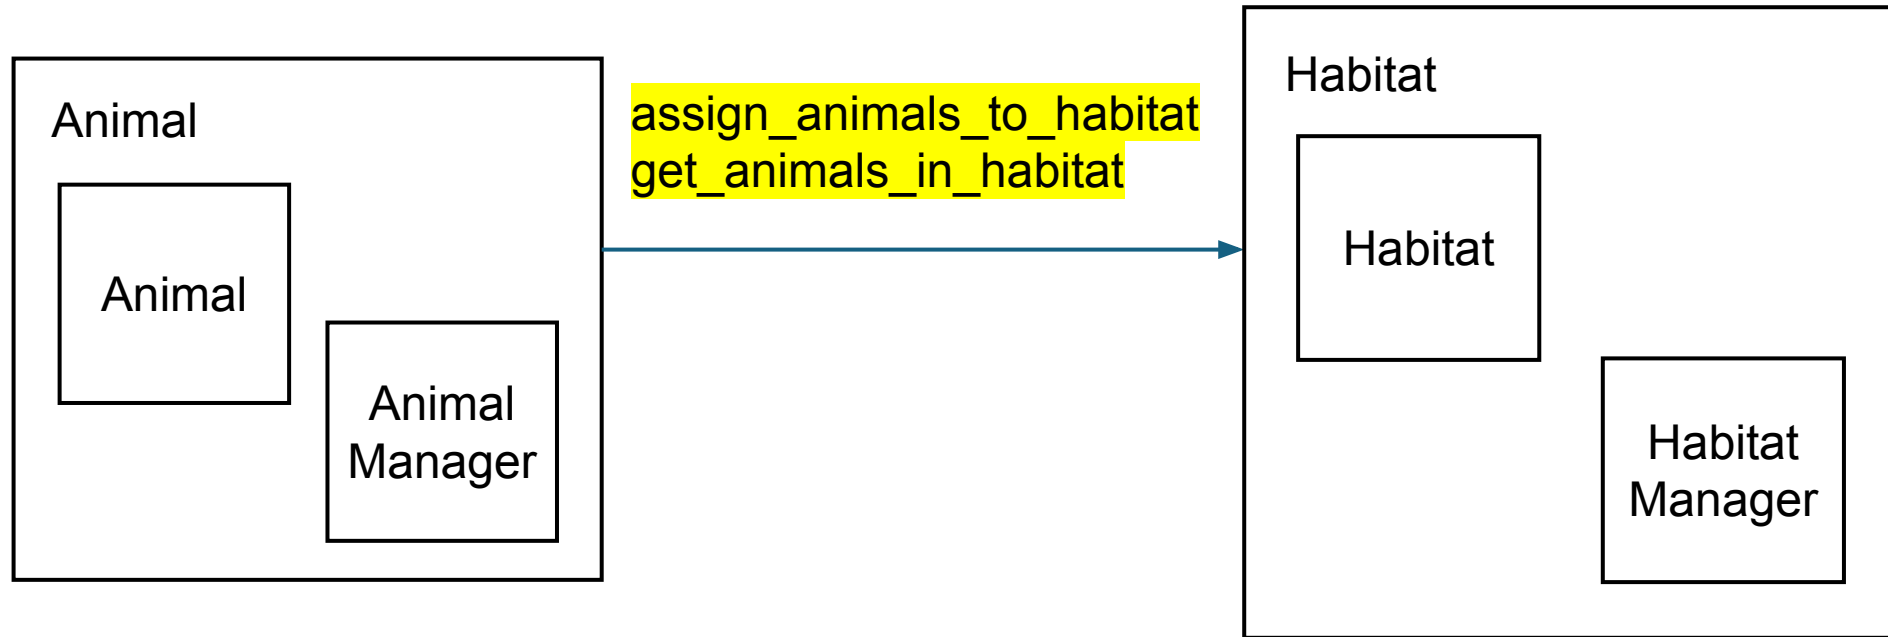 Animal
Animal
Animal
Manager
assign_animals_to_habitat
get_animals_in_habitat
Habitat
Habitat
Habitat
Manager